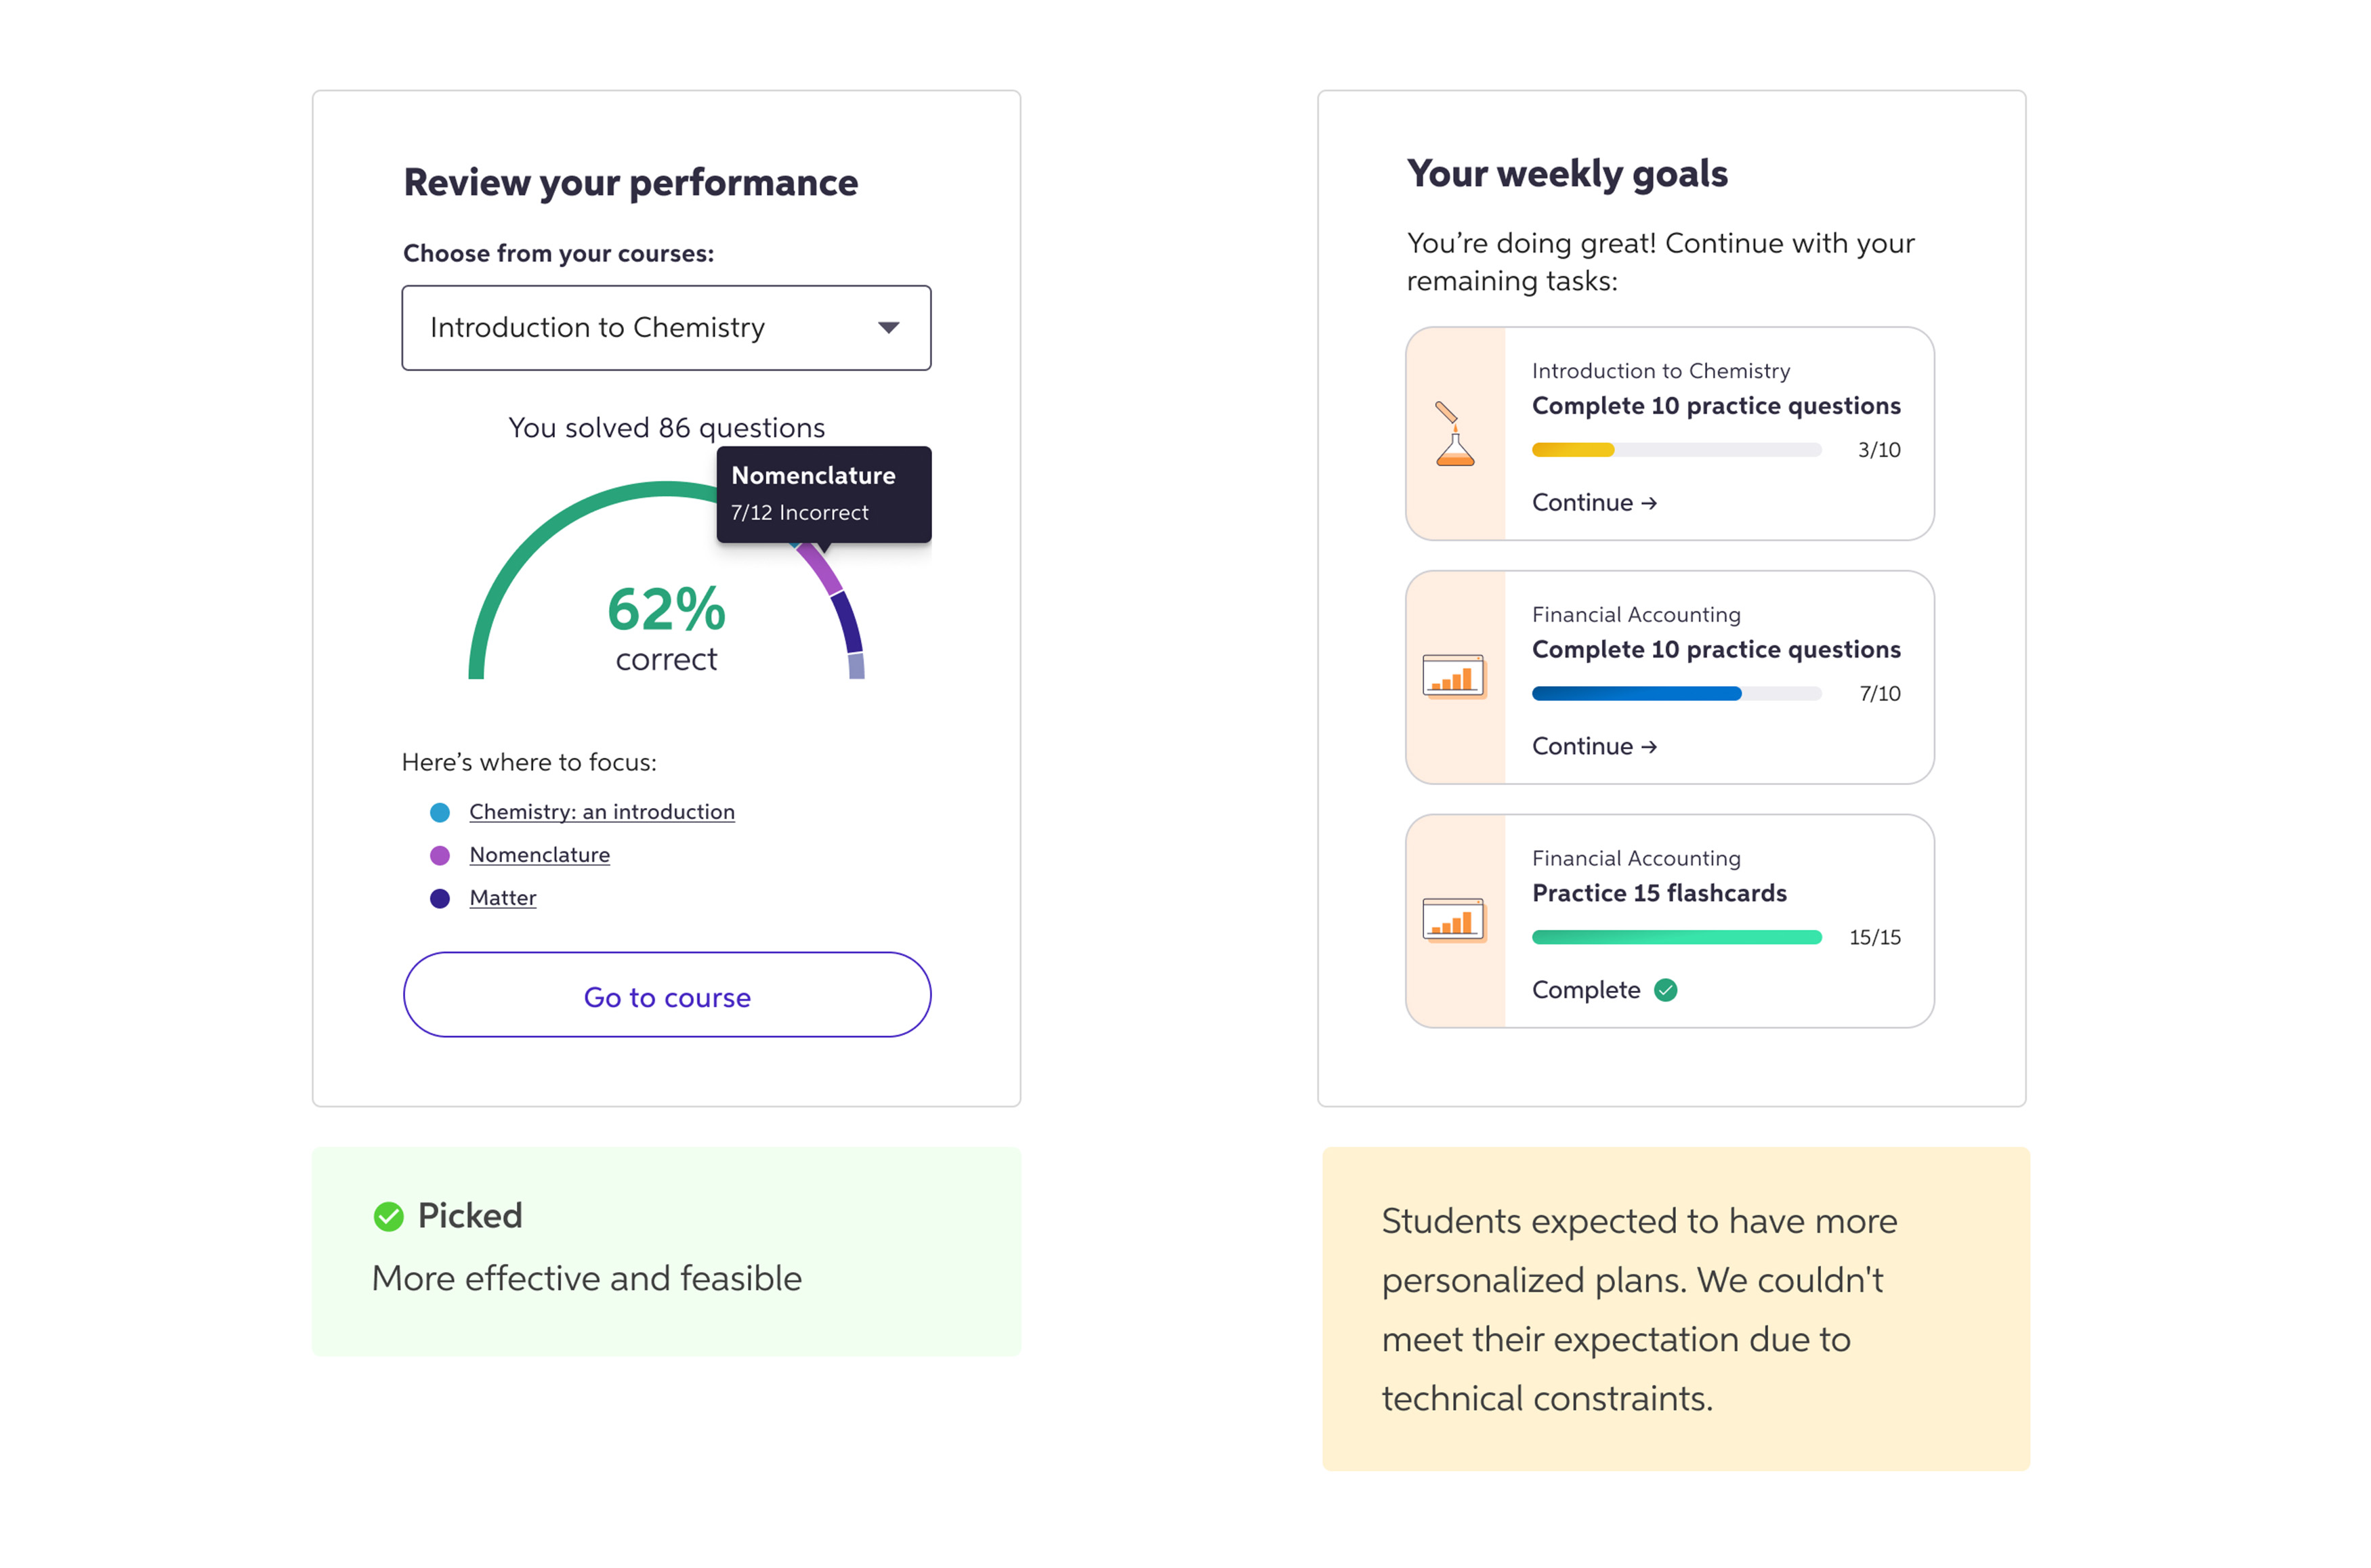 Review your performance
Choose from your courses:
Introduction to Chemistry
You solved 86 questions
Nomenclature
7/12 Incorrect
62%
correct
Here's where to focus:
Chemistry: an introduction
Nomenclature
Matter
Go to course
Picked
More effective and feasible
Your weekly goals
You're doing great! Continue with your
remaining tasks:
Introduction to Chemistry
Complete 10 practice questions
3/10
Continue →
Financial Accounting
Complete 10 practice questions
7/10
Continue →
Financial Accounting
Practice 15 flashcards
15/15
Complete
Students expected to have more
personalized plans. We couldn't
meet their expectation due to
technical constraints.